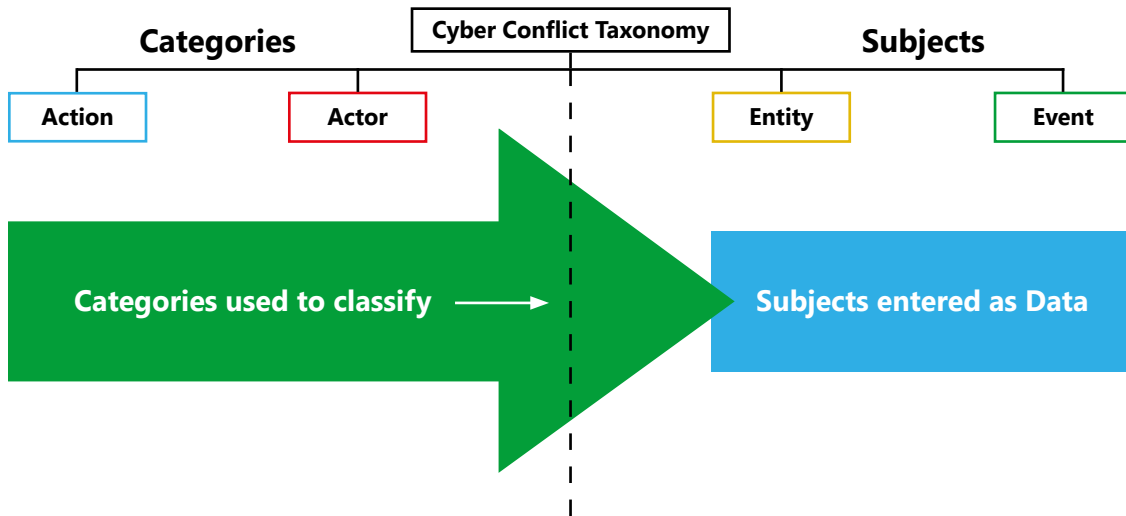 Cyber Conflict Taxonomy
Categories
Subjects
Action
Actor
Entity
Event
Categories used to classify
Subjects entered as Data